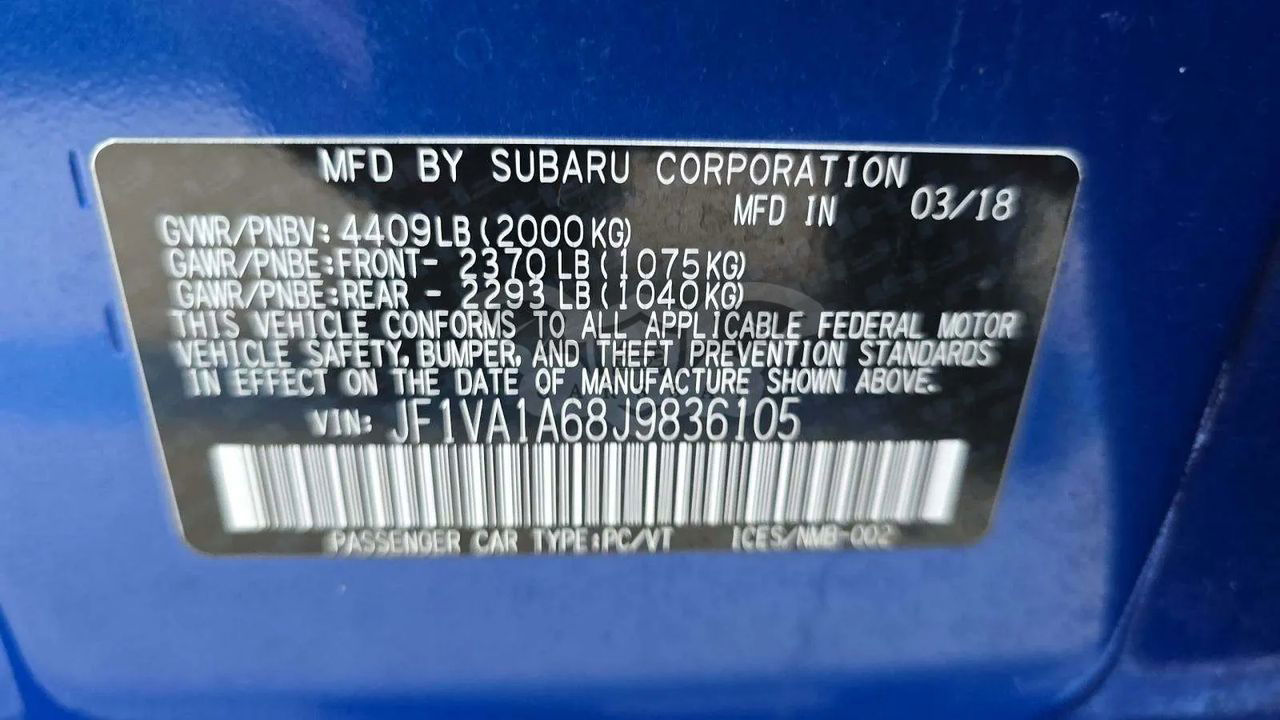 MFD BY SUBARU CORPORATION
MFD IN 03/18
GVWR/PNBV: 4409LB (2000KG)
GAWR/PNBE:FRONT- 2370 LB (1075KG)
GAWR/PNBE:REAR - 2293 LB (1040KG)
THIS VEHICLE CONFORMS TO ALL APPLICABLE FEDERAL MOTOR
VEHICLE SAFETY, BUMPER, AND THEFT PREVENTION STANDARDS
IN EFFECT ON THE DATE OF MANUFACTURE SHOWN ABOVE.
VIN: JF1VA1A68J9836105
PASSENGER CAR TYPE:PC/VT ICES/NMB-002